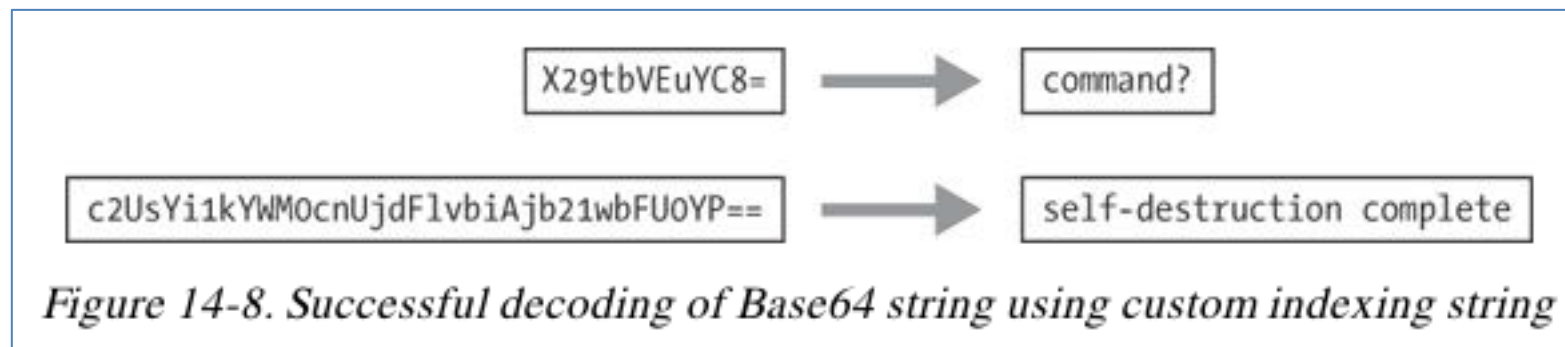 X29tbVEuYC8= command?
c2UsYi1kYWM0cnUjdFlvbiAjb21wbFU0YP== self-destruction complete
Figure 14-8. Successful decoding of Base64 string using custom indexing string